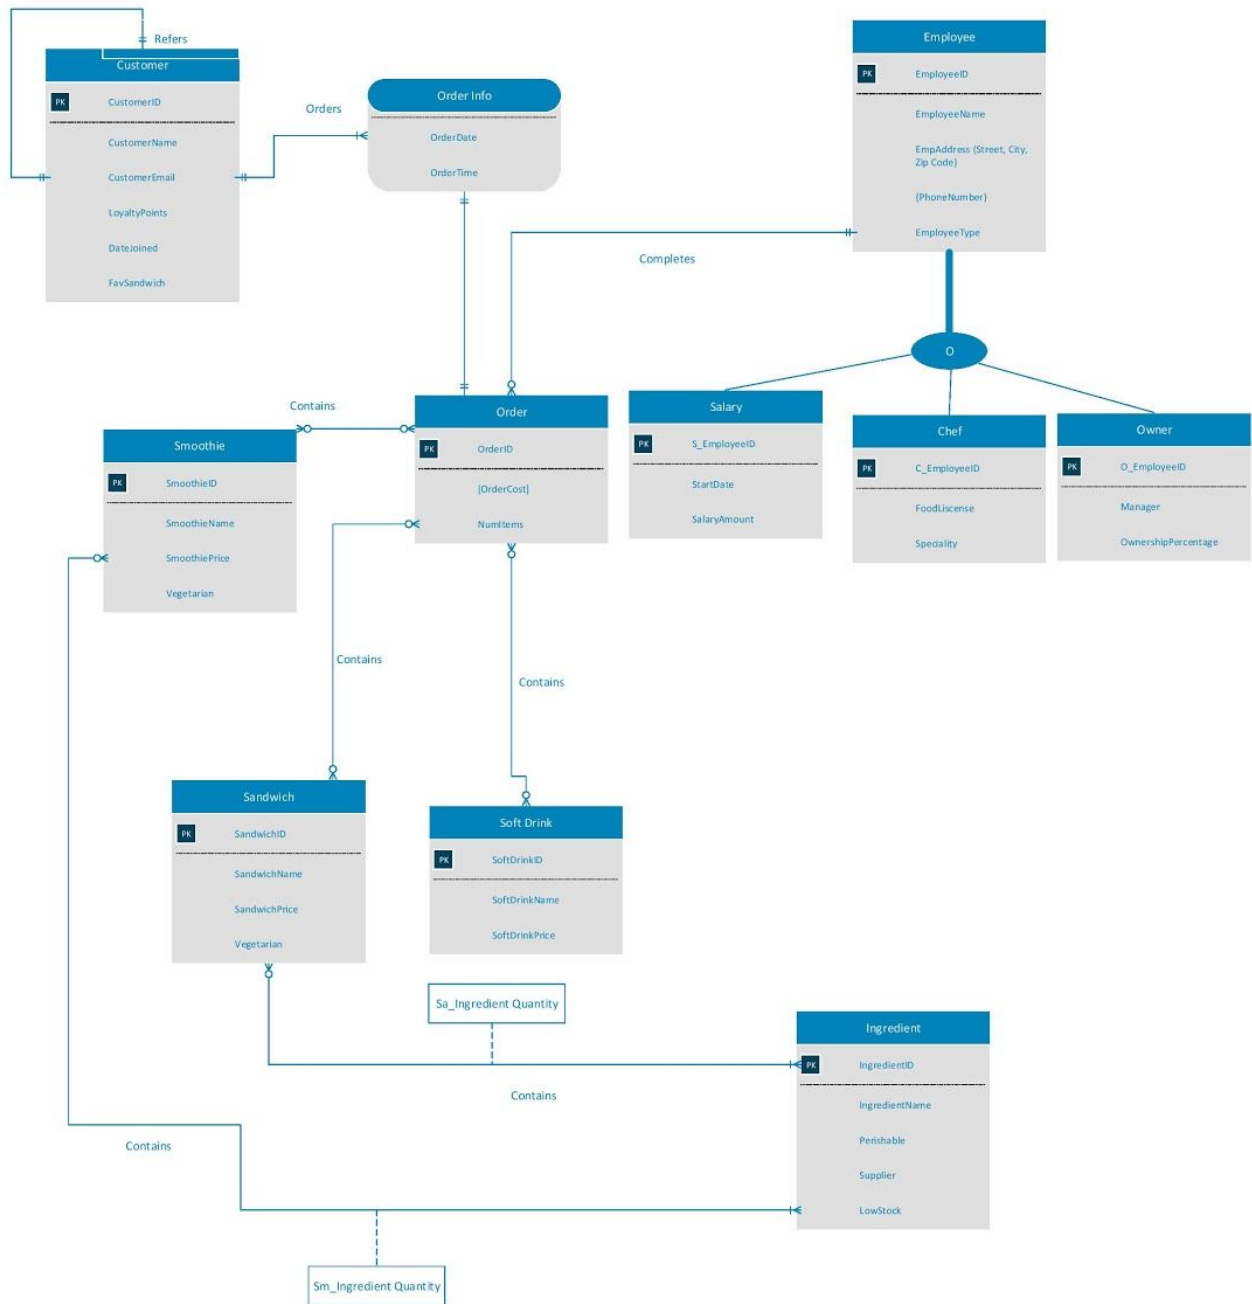 Refers
Customer
PK CustomerID
CustomerName
CustomerEmail
LoyaltyPoints
DateJoined
FavSandwich
Orders
Order Info
OrderDate
OrderTime
Employee
PK EmployeeID
EmployeeName
EmpAddress (Street, City,
Zip Code)
{PhoneNumber}
EmployeeType
Completes
O
Contains
Smoothie
PK SmoothieID
SmoothieName
SmoothiePrice
Vegetarian
Order
PK OrderID
[OrderCost]
NumItems
Salary
PK S_EmployeeID
StartDate
SalaryAmount
Chef
PK C_EmployeeID
FoodLiscense
Speciality
Owner
PK O_EmployeeID
Manager
OwnershipPercentage
Contains
Contains
Sandwich
PK SandwichID
SandwichName
SandwichPrice
Vegetarian
Soft Drink
PK SoftDrinkID
SoftDrinkName
SoftDrinkPrice
Sa_Ingredient Quantity
Contains
Ingredient
PK IngredientID
IngredientName
Perishable
Supplier
LowStock
Contains
Sm_Ingredient Quantity